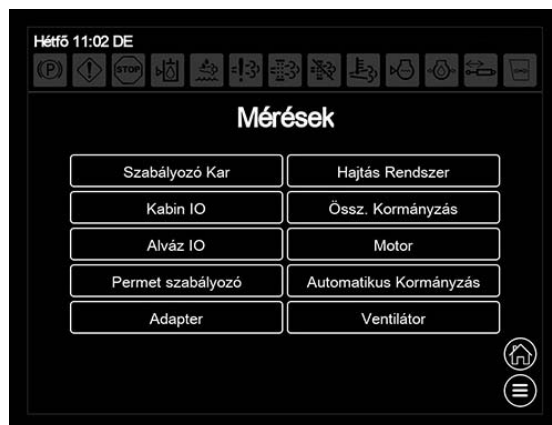 Hétfő 11:02 DE
STOP
Mérések
Szabályozó Kar
Hajtás Rendszer
Kabin IO
Össz. Kormányzás
Alváz IO
Motor
Permet szabályozó
Automatikus Kormányzás
Adapter
Ventilátor